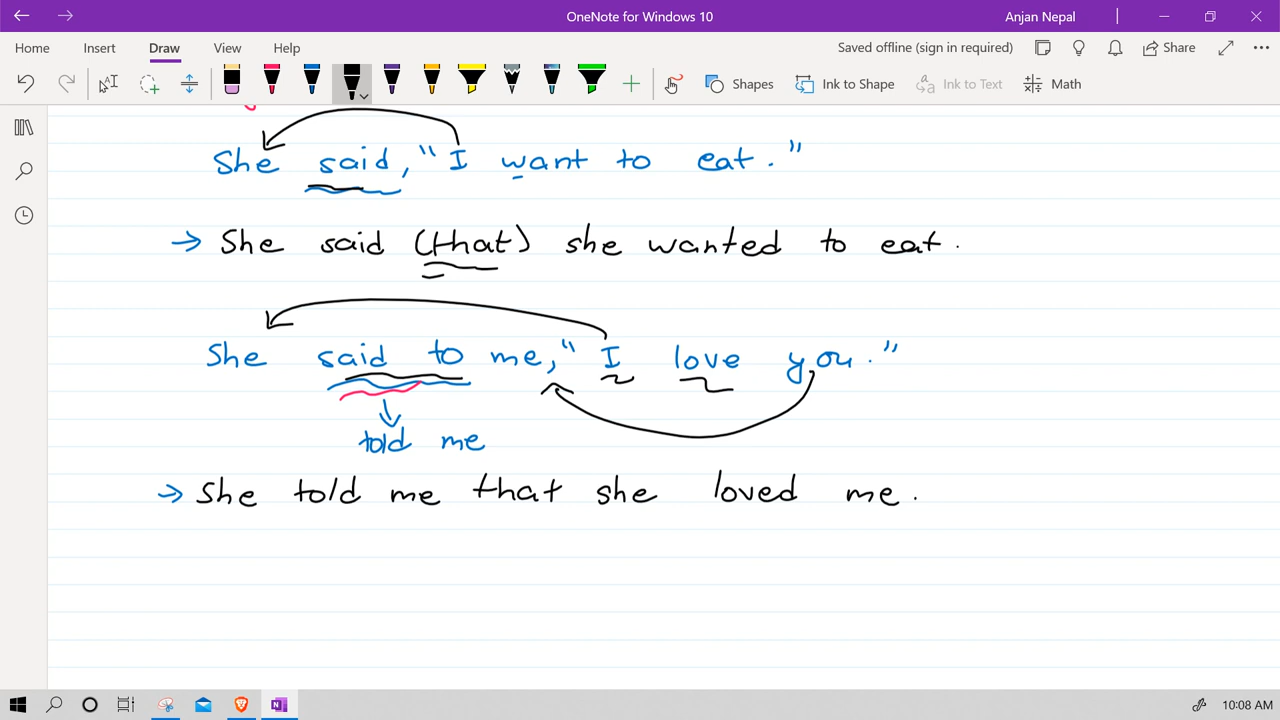 OneNote for Windows 10
Anjan Nepal
Home Insert Draw View Help
Saved offline (sign in required)
Share
Shapes
Ink to Shape
Ink to Text
Math
She said, "I want to eat."
→ She said (that) she wanted to eat.
She said to me, "I love you."
told me
→ She told me that she loved me.
10:08 AM